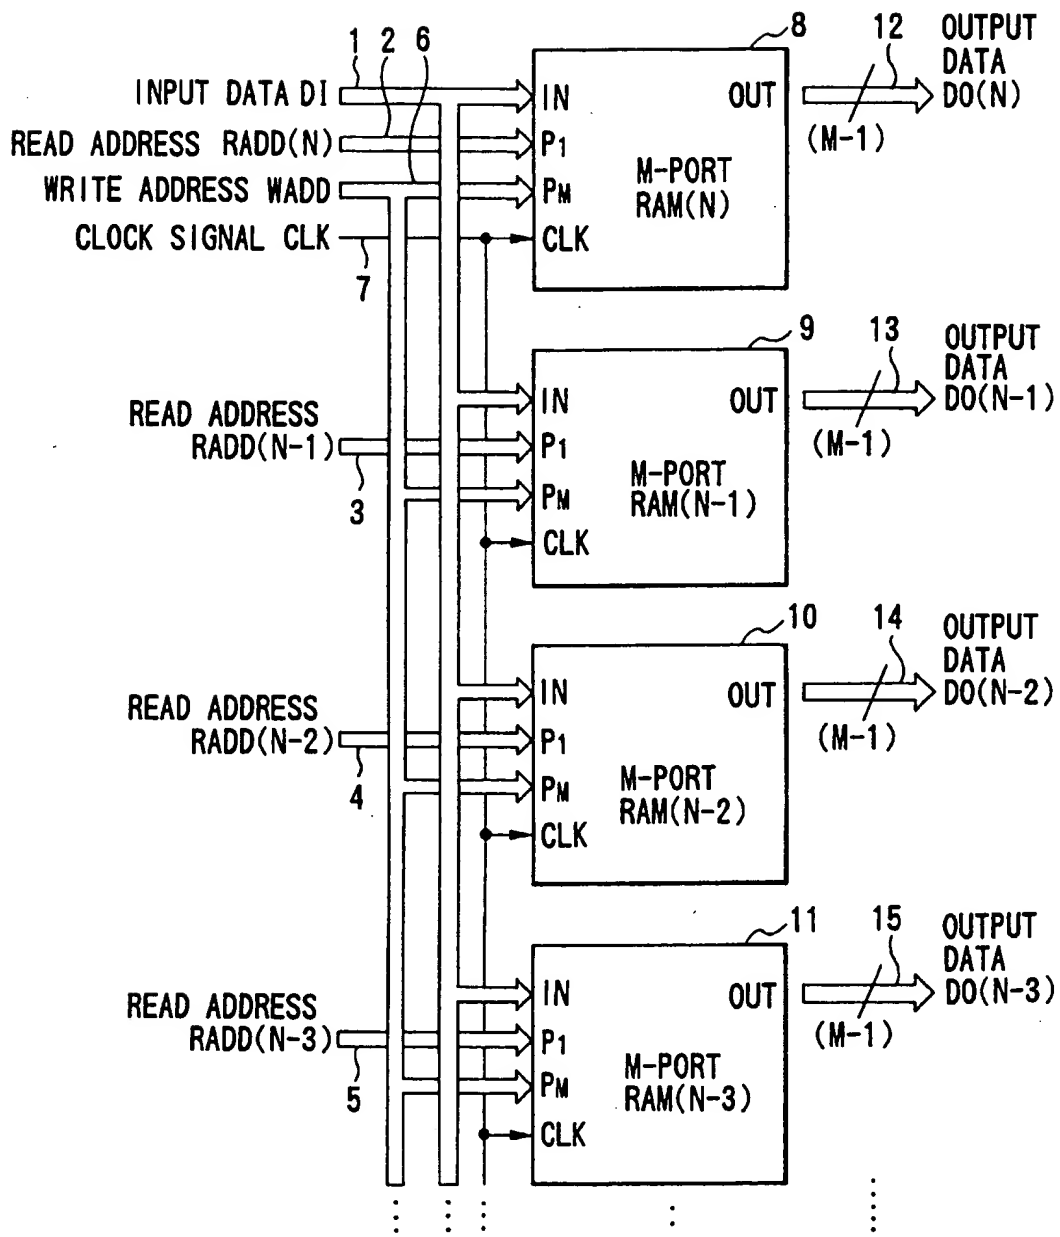 1
2
6
8
12
OUTPUT
DATA
DO(N)
INPUT DATA DI
IN
OUT
(M-1)
READ ADDRESS RADD(N)
P1
M-PORT
RAM(N)
WRITE ADDRESS WADD
PM
CLOCK SIGNAL CLK
CLK
7
9
13
OUTPUT
DATA
DO(N-1)
IN
OUT
(M-1)
READ ADDRESS
RADD(N-1)
P1
M-PORT
RAM(N-1)
3
PM
CLK
10
14
OUTPUT
DATA
DO(N-2)
IN
OUT
(M-1)
READ ADDRESS
RADD(N-2)
P1
M-PORT
RAM(N-2)
4
PM
CLK
11
15
OUTPUT
DATA
DO(N-3)
IN
OUT
(M-1)
READ ADDRESS
RADD(N-3)
P1
M-PORT
RAM(N-3)
5
PM
CLK